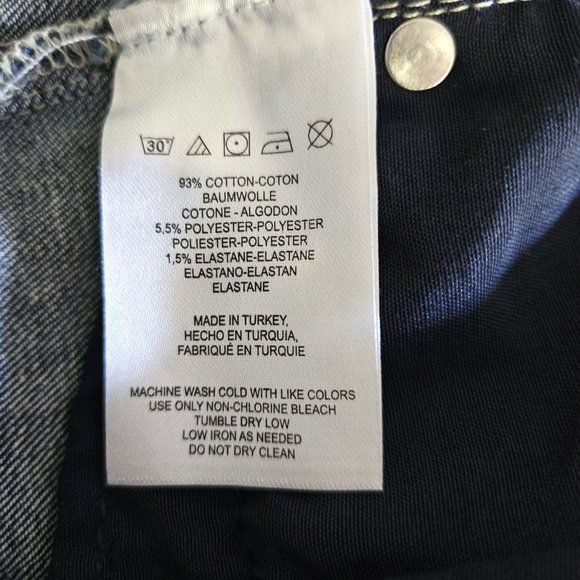 30°
93% COTTON-COTON
BAUMWOLLE
COTONE - ALGODON
5,5% POLYESTER-POLYESTER
POLIESTER-POLYESTER
1,5% ELASTANE-ELASTANE
ELASTANO-ELASTAN
ELASTANE
MADE IN TURKEY,
HECHO EN TURQUIA,
FABRIQUÉ EN TURQUIE
MACHINE WASH COLD WITH LIKE COLORS
USE ONLY NON-CHLORINE BLEACH
TUMBLE DRY LOW
LOW IRON AS NEEDED
DO NOT DRY CLEAN